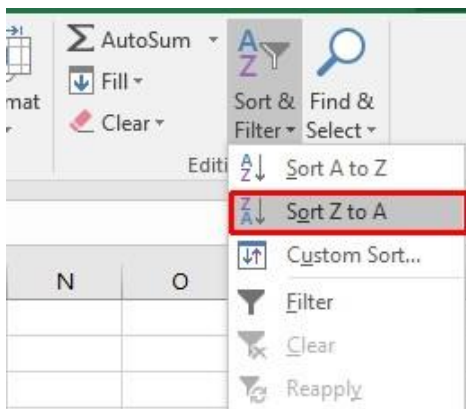 AutoSum
Fill
mat
Clear
Sort &
Filter
Find &
Select
Editi
Sort A to Z
Sort Z to A
Custom Sort...
Filter
Clear
Reapply
N O